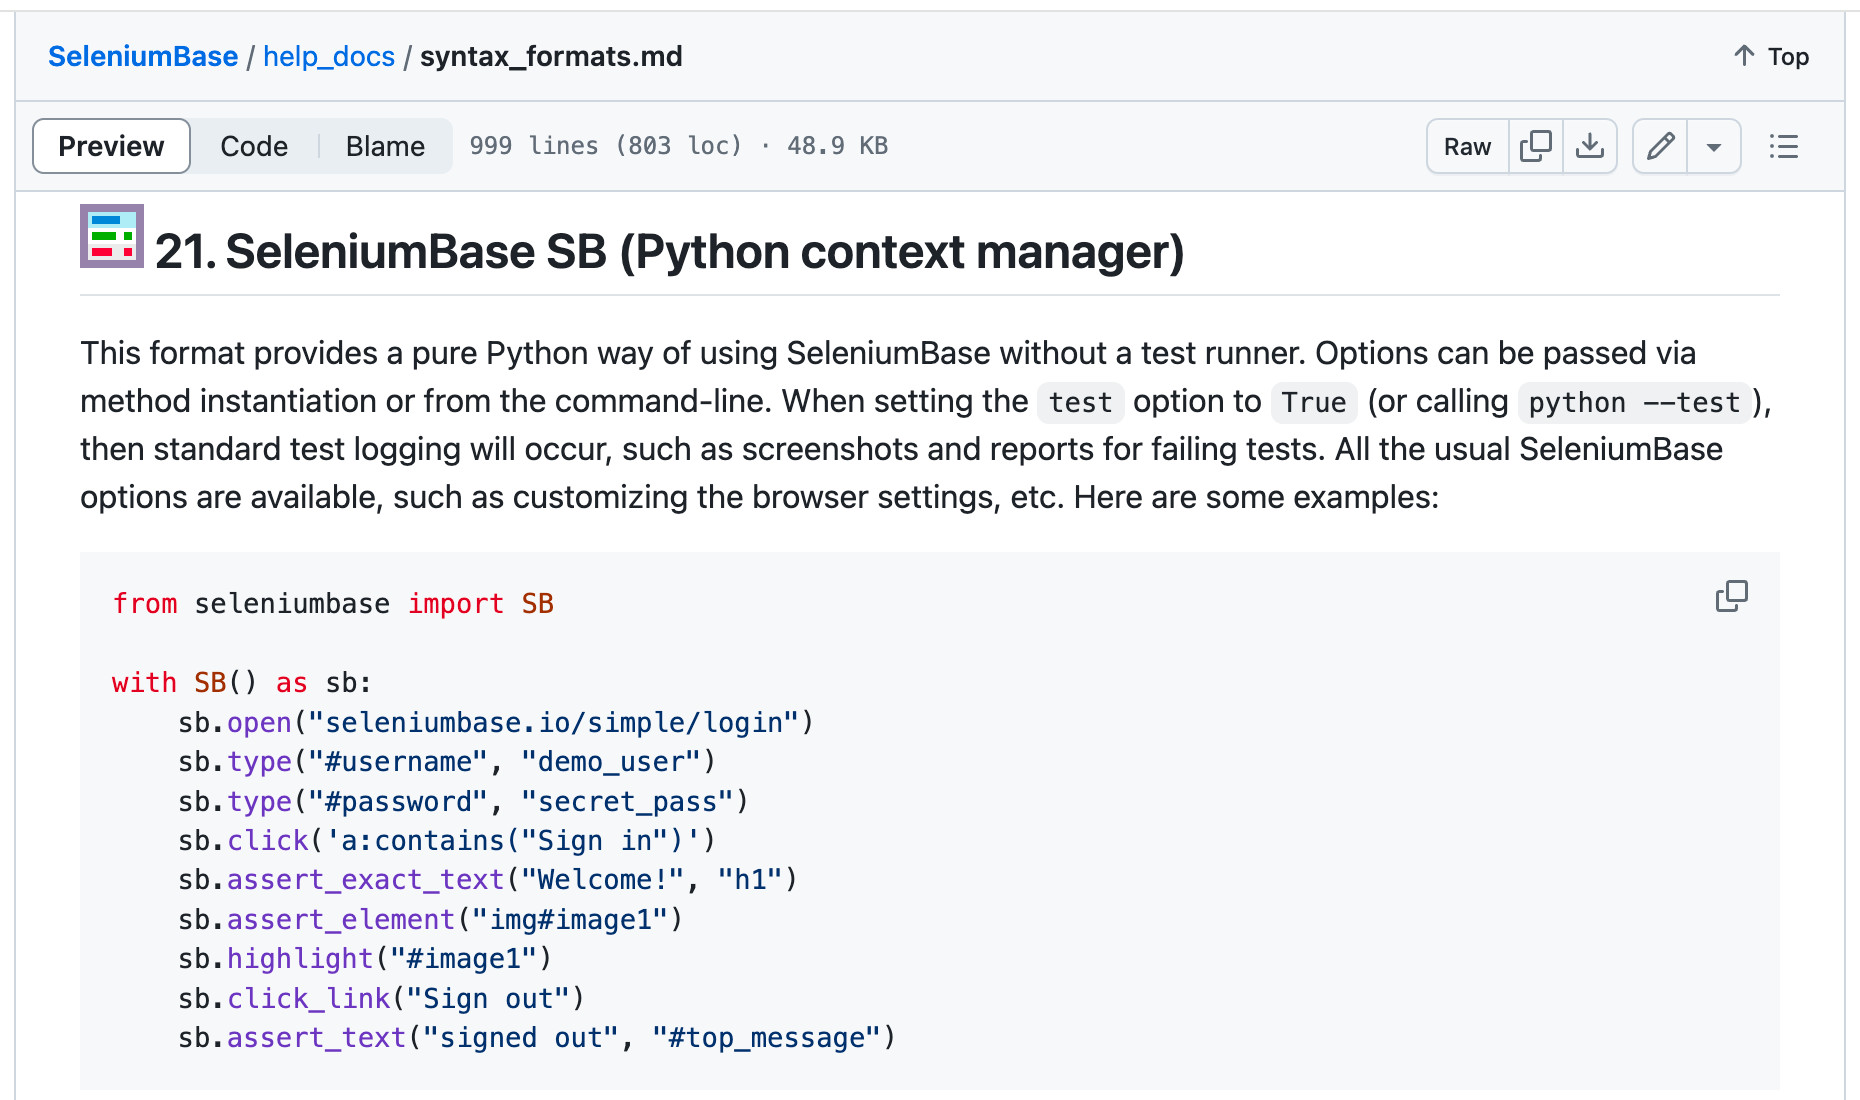 SeleniumBase / help_docs / syntax_formats.md
Top
Preview Code Blame 999 lines (803 loc) · 48.9 KB
Raw
21. SeleniumBase SB (Python context manager)
This format provides a pure Python way of using SeleniumBase without a test runner. Options can be passed via
method instantiation or from the command-line. When setting the test option to True (or calling python --test),
then standard test logging will occur, such as screenshots and reports for failing tests. All the usual SeleniumBase
options are available, such as customizing the browser settings, etc. Here are some examples:
from seleniumbase import SB
with SB() as sb:
    sb.open("seleniumbase.io/simple/login")
    sb.type("#username", "demo_user")
    sb.type("#password", "secret_pass")
    sb.click('a:contains("Sign in")')
    sb.assert_exact_text("Welcome!", "h1")
    sb.assert_element("img#image1")
    sb.highlight("#image1")
    sb.click_link("Sign out")
    sb.assert_text("signed out", "#top_message")